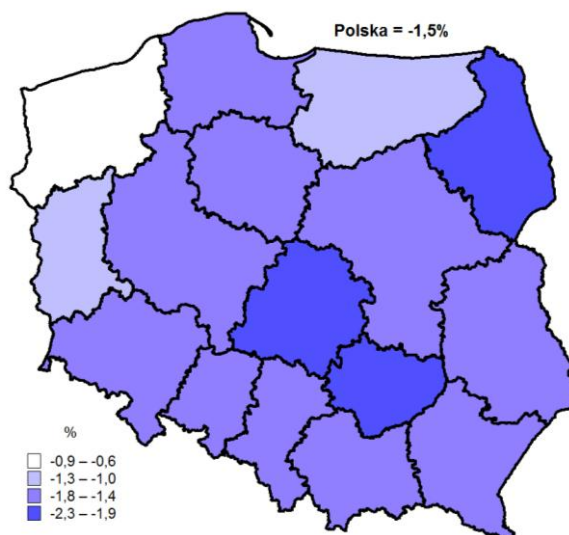 Polska = -1,5%
%
-0,9 – -0,6
-1,3 – -1,0
-1,8 – -1,4
-2,3 – -1,9